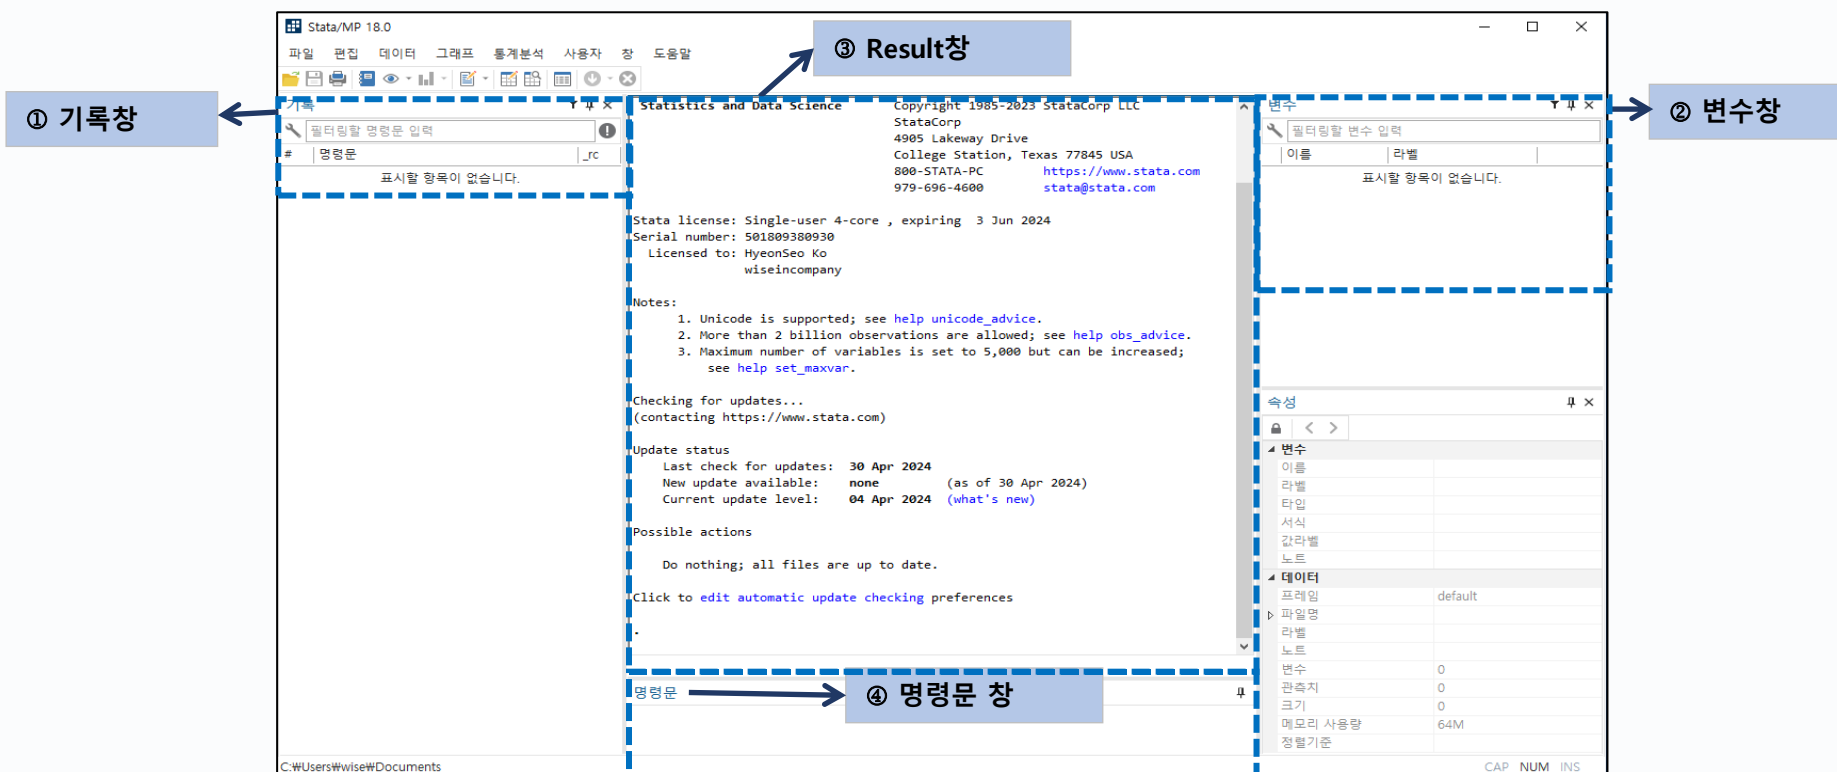 Stata/MP 18.0
파일 편집 데이터 그래프 통계분석 사용자 창 도움말
③ Result창
① 기록창
② 변수창
기록
필터링할 명령문 입력
# 명령문 _rc
표시할 항목이 없습니다.
Statistics and Data Science Copyright 1985-2023 StataCorp LLC
StataCorp
4905 Lakeway Drive
College Station, Texas 77845 USA
800-STATA-PC https://www.stata.com
979-696-4600 stata@stata.com
Stata license: Single-user 4-core , expiring 3 Jun 2024
Serial number: 501809380930
Licensed to: HyeonSeo Ko
wiseincompany
Notes:
1. Unicode is supported; see help unicode_advice.
2. More than 2 billion observations are allowed; see help obs_advice.
3. Maximum number of variables is set to 5,000 but can be increased;
see help set_maxvar.
Checking for updates...
(contacting https://www.stata.com)
Update status
Last check for updates: 30 Apr 2024
New update available: none (as of 30 Apr 2024)
Current update level: 04 Apr 2024 (what's new)
Possible actions
Do nothing; all files are up to date.
Click to edit automatic update checking preferences
.
명령문
④ 명령문 창
변수
필터링할 변수 입력
이름 라벨
표시할 항목이 없습니다.
속성
변수
이름
라벨
타입
서식
값라벨
노트
데이터
프레임 default
파일명
라벨
노트
변수 0
관측치 0
크기 0
메모리 사용량 64M
정렬기준
C:₩Users₩wise₩Documents
CAP NUM INS